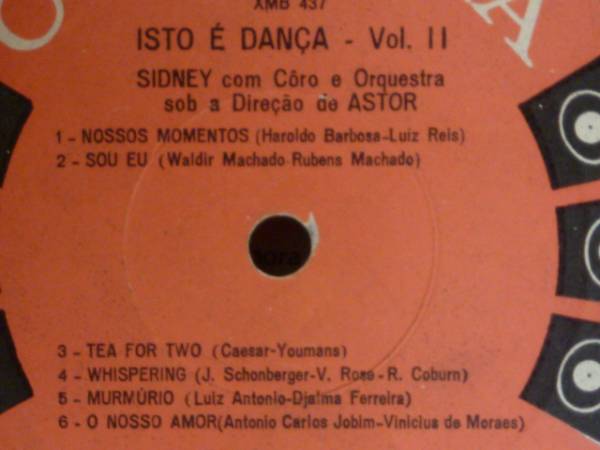 XMB 437
ISTO É DANÇA - Vol. II
SIDNEY com Côro e Orquestra
sob a Direção de ASTOR
1 - NOSSOS MOMENTOS (Haroldo Barbosa-Luiz Reis)
2 - SOU EU (Waldir Machado-Rubens Machado)
3 - TEA FOR TWO (Caesar-Youmans)
4 - WHISPERING (J. Schonberger-V. Rose-R. Coburn)
5 - MURMÚRIO (Luiz Antonio-Djalma Ferreira)
6 - O NOSSO AMOR(Antonio Carlos Jobim-Vinicius de Moraes)